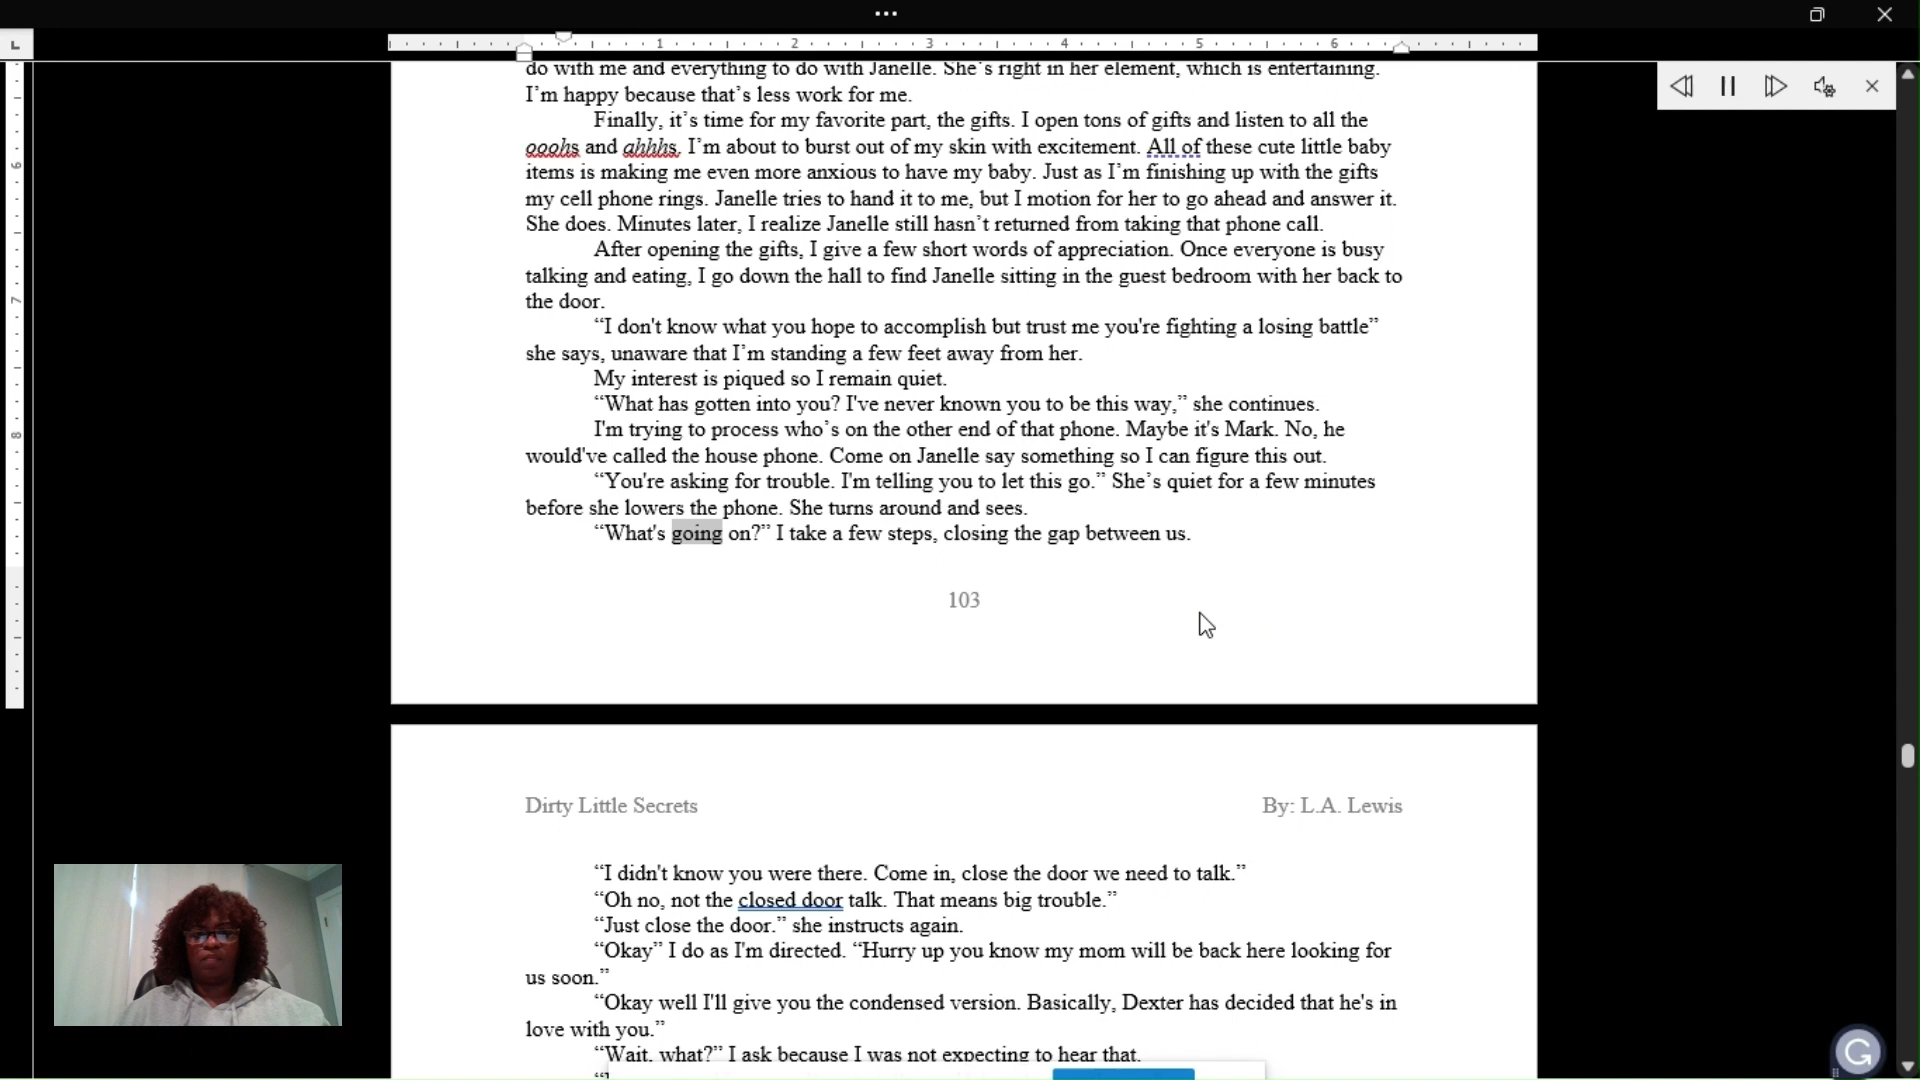 1 2 3 4 5 6
do with me and everything to do with Janelle. She’s right in her element, which is entertaining.
I’m happy because that’s less work for me.
Finally, it’s time for my favorite part, the gifts. I open tons of gifts and listen to all the
ooohs and ahhhs. I’m about to burst out of my skin with excitement. All of these cute little baby
items is making me even more anxious to have my baby. Just as I’m finishing up with the gifts
my cell phone rings. Janelle tries to hand it to me, but I motion for her to go ahead and answer it.
She does. Minutes later, I realize Janelle still hasn’t returned from taking that phone call.
After opening the gifts, I give a few short words of appreciation. Once everyone is busy
talking and eating, I go down the hall to find Janelle sitting in the guest bedroom with her back to
the door.
“I don't know what you hope to accomplish but trust me you're fighting a losing battle”
she says, unaware that I’m standing a few feet away from her.
My interest is piqued so I remain quiet.
“What has gotten into you? I've never known you to be this way,” she continues.
I'm trying to process who’s on the other end of that phone. Maybe it's Mark. No, he
would've called the house phone. Come on Janelle say something so I can figure this out.
“You're asking for trouble. I'm telling you to let this go.” She’s quiet for a few minutes
before she lowers the phone. She turns around and sees.
“What's going on?” I take a few steps, closing the gap between us.
103
Dirty Little Secrets By: L.A. Lewis
“I didn't know you were there. Come in, close the door we need to talk.”
“Oh no, not the closed door talk. That means big trouble.”
“Just close the door.” she instructs again.
“Okay” I do as I'm directed. “Hurry up you know my mom will be back here looking for
us soon.”
“Okay well I'll give you the condensed version. Basically, Dexter has decided that he's in
love with you.”
“Wait, what?” I ask because I was not expecting to hear that.
6
7
8